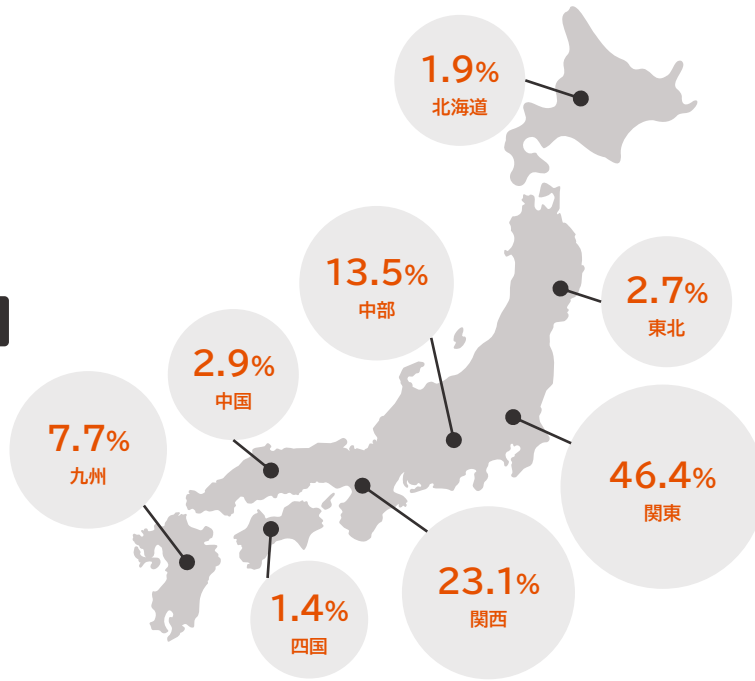 1.9%
北海道
13.5%
中部
2.7%
東北
2.9%
中国
7.7%
九州
46.4%
関東
23.1%
関西
1.4%
四国